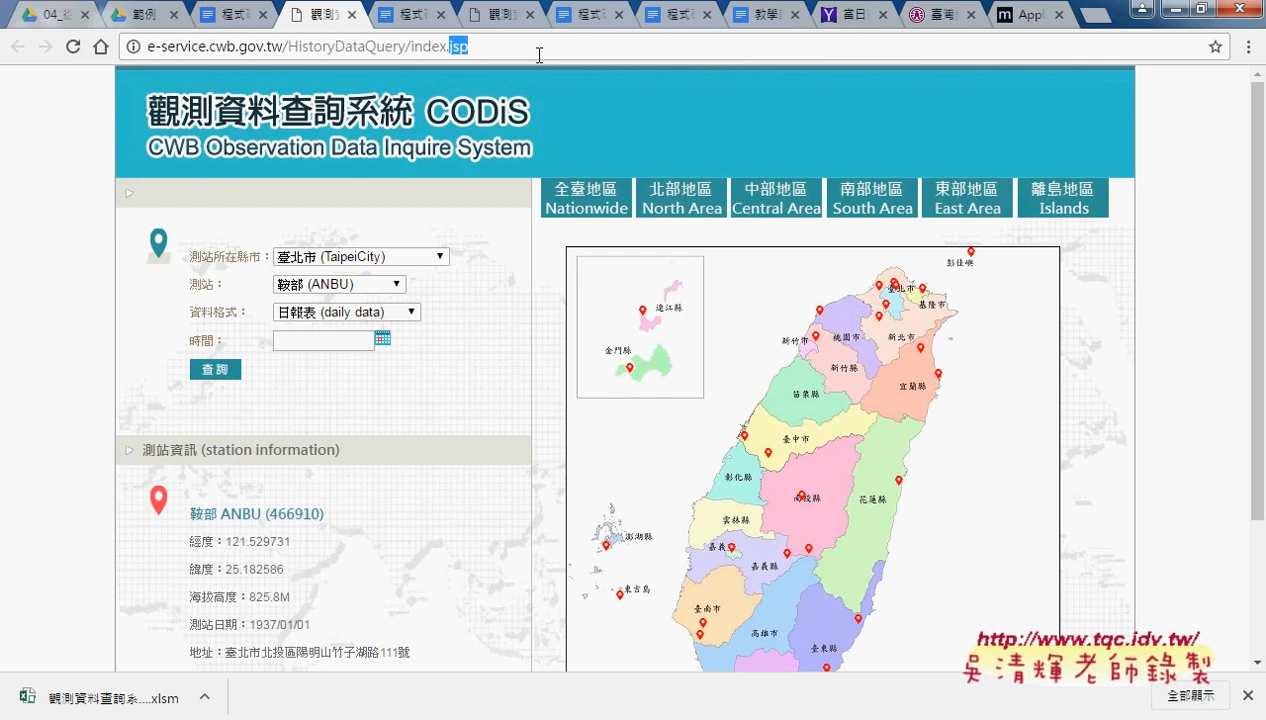 04_從
範例
程式
觀測
程式
觀測
程式
程式
教學
當日
臺灣
Appl
e-service.cwb.gov.tw/HistoryDataQuery/index.jsp
觀測資料查詢系統 CODiS
CWB Observation Data Inquire System
全臺地區 北部地區 中部地區 南部地區 東部地區 離島地區
Nationwide North Area Central Area South Area East Area Islands
測站所在縣市： 臺北市 (TaipeiCity)
測站： 鞍部 (ANBU)
資料格式： 日報表 (daily data)
時間：
查詢
測站資訊 (station information)
鞍部 ANBU (466910)
經度：121.529731
緯度：25.182586
海拔高度：825.8M
測站日期：1937/01/01
地址：臺北市北投區陽明山竹子湖路111號
彭佳嶼
連江縣
臺北市
基隆市
金門縣
新竹市
桃園市
新北市
新竹縣
宜蘭縣
苗栗縣
臺中市
彰化縣
南投縣
花蓮縣
雲林縣
澎湖縣
嘉義
嘉義縣
東吉島
臺南市
高雄市
臺東縣
http://www.tqc.idv.tw/
吳清輝老師錄製
觀測資料查詢系....xlsm
全部顯示